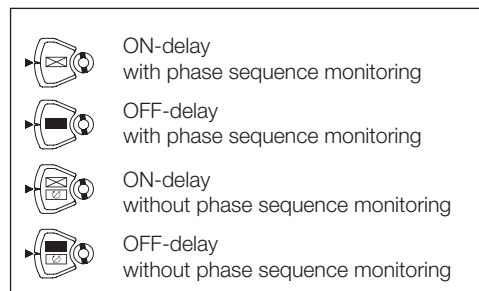 ON-delay
with phase sequence monitoring
OFF-delay
with phase sequence monitoring
ON-delay
without phase sequence monitoring
OFF-delay
without phase sequence monitoring